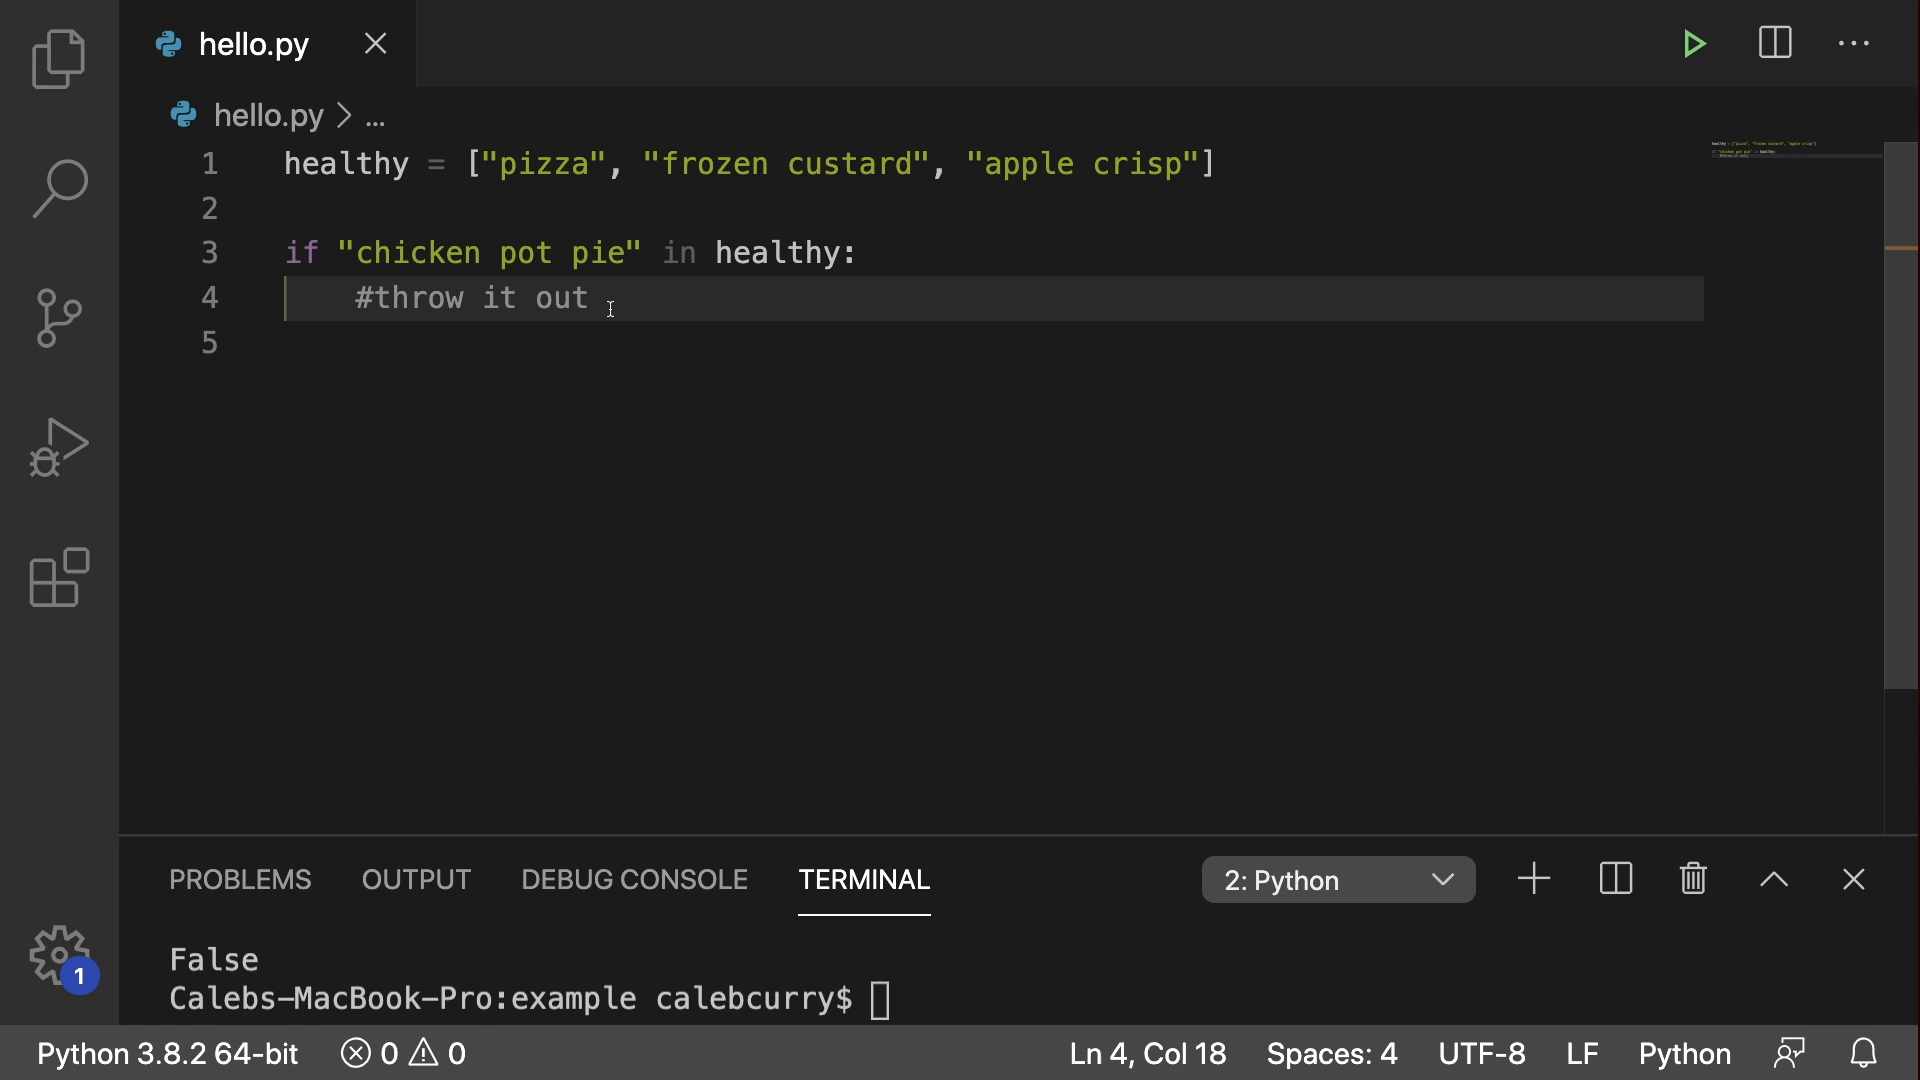 hello.py
hello.py > ...
1 healthy = ["pizza", "frozen custard", "apple crisp"]
2
3 if "chicken pot pie" in healthy:
4 #throw it out
5
PROBLEMS OUTPUT DEBUG CONSOLE TERMINAL 2: Python
False
Calebs-MacBook-Pro:example calebcurry$
1
Python 3.8.2 64-bit 0 0 Ln 4, Col 18 Spaces: 4 UTF-8 LF Python